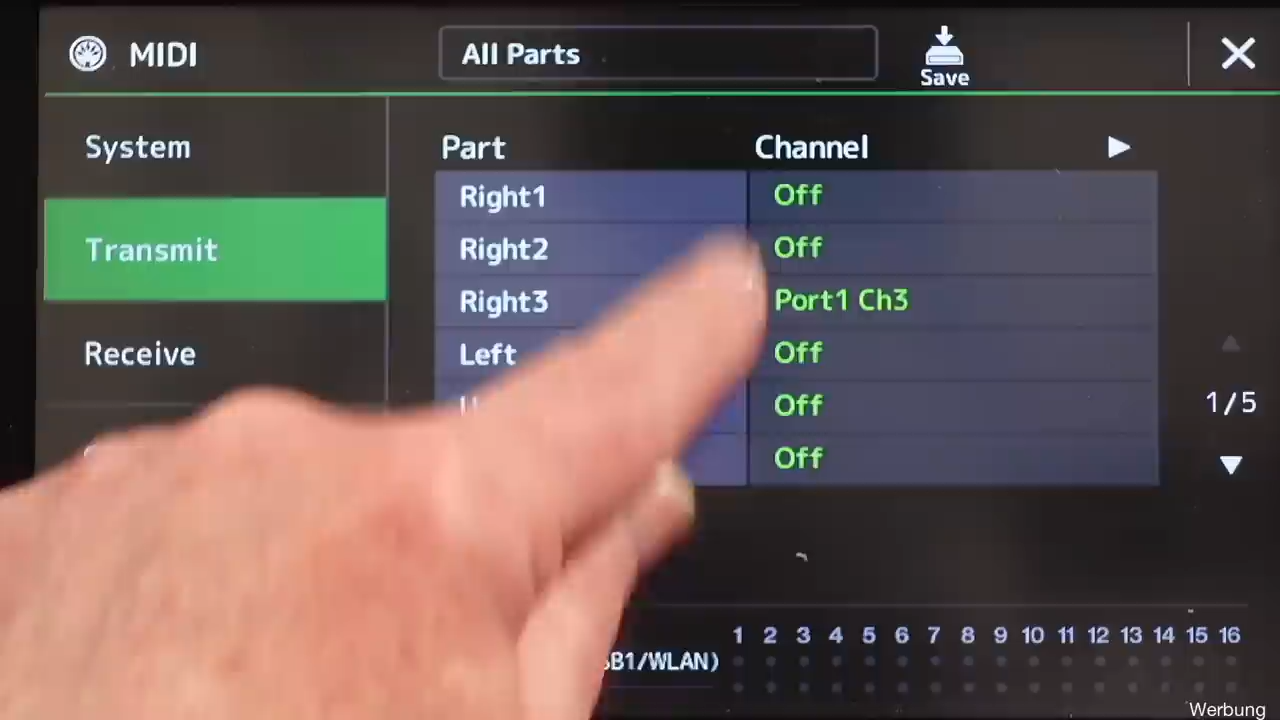 MIDI
All Parts
Save
System
Transmit
Receive
Part Channel
Right1 Off
Right2 Off
Right3 Port1 Ch3
Left Off
Off
Off
1/5
1 2 3 4 5 6 7 8 9 10 11 12 13 14 15 16
B1/WLAN)
Werbung